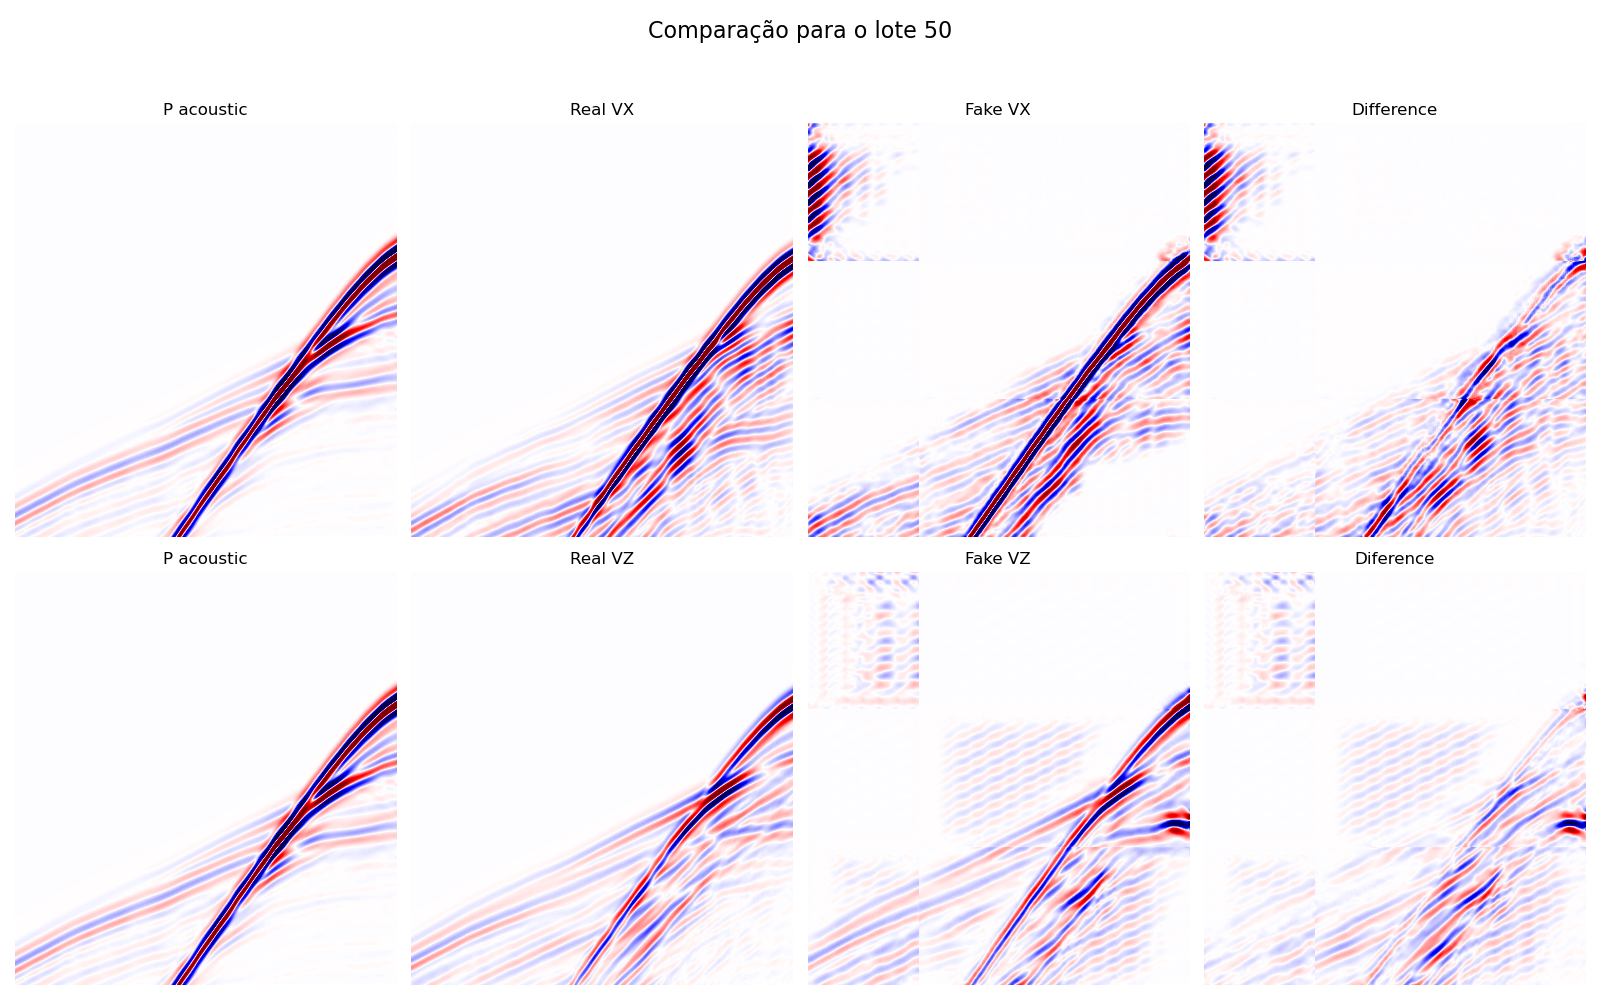 Comparação para o lote 50
P acoustic
Real VX
Fake VX
Difference
P acoustic
Real VZ
Fake VZ
Diference